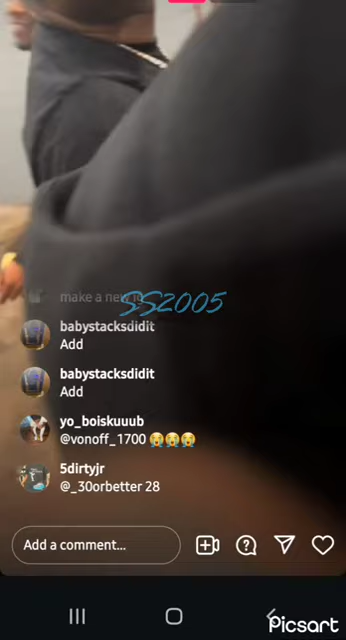 make a new
SS2005
babystacksdidit
Add
babystacksdidit
Add
yo_boiskuuub
@vonoff_1700 😭😭😭
5dirtyjr
@_30orbetter 28
Add a comment...
Picsart